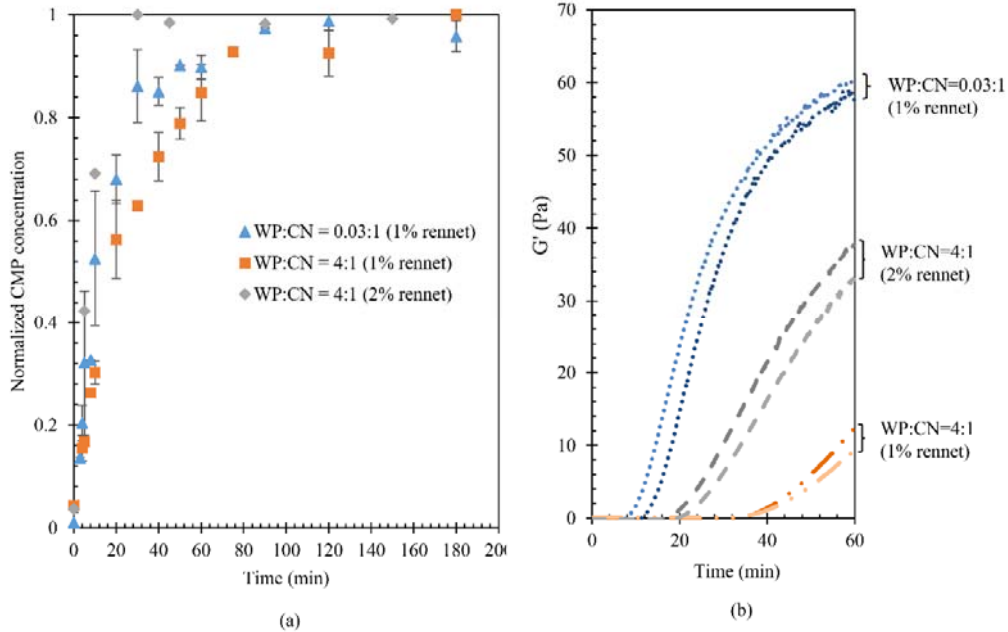 1
0.8
0.6
0.4
0.2
0
Normalized CMP concentration
WP:CN = 0.03:1 (1% rennet)
WP:CN = 4:1 (1% rennet)
WP:CN = 4:1 (2% rennet)
0 20 40 60 80 100 120 140 160 180 200
Time (min)
(a)
70
60
50
40
30
20
10
0
G' (Pa)
WP:CN=0.03:1
(1% rennet)
WP:CN=4:1
(2% rennet)
WP:CN=4:1
(1% rennet)
0 20 40 60
Time (min)
(b)